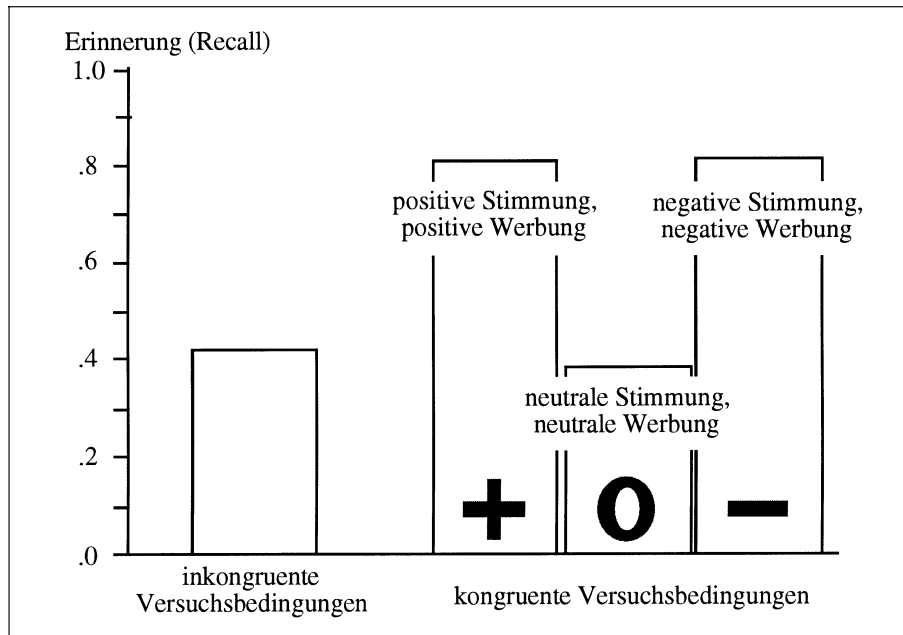 Erinnerung (Recall)
1.0
.8
.6
.4
.2
.0
positive Stimmung,
positive Werbung
negative Stimmung,
negative Werbung
neutrale Stimmung,
neutrale Werbung
+
0
−
inkongruente
Versuchsbedingungen
kongruente Versuchsbedingungen